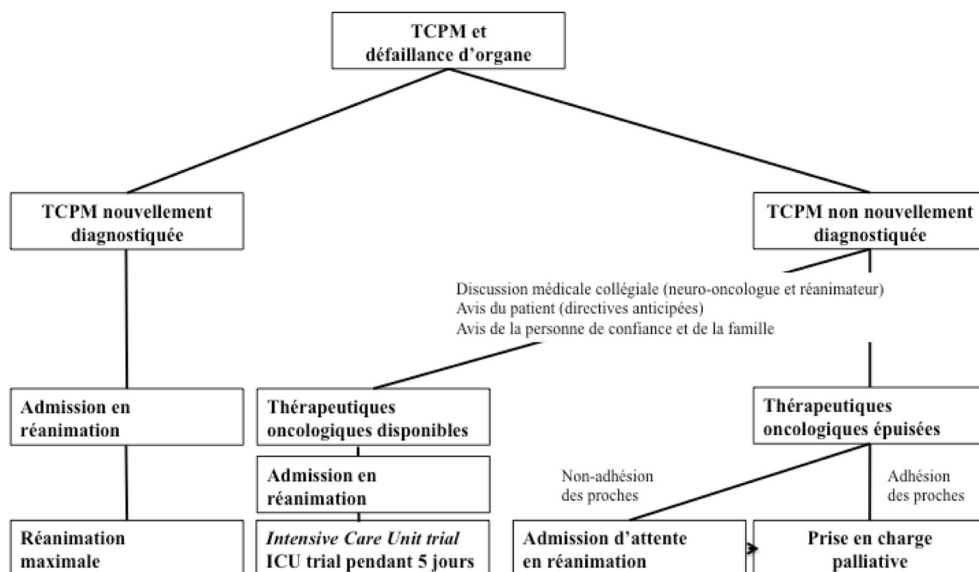 TCPM et
défaillance d'organe
TCPM nouvellement
diagnostiquée
TCPM non nouvellement
diagnostiquée
Discussion médicale collégiale (neuro-oncologue et réanimateur)
Avis du patient (directives anticipées)
Avis de la personne de confiance et de la famille
Admission en
réanimation
Thérapeutiques
oncologiques disponibles
Thérapeutiques
oncologiques épuisées
Admission en
réanimation
Non-adhésion
des proches
Adhésion
des proches
Réanimation
maximale
Intensive Care Unit trial
ICU trial pendant 5 jours
Admission d'attente
en réanimation
Prise en charge
palliative